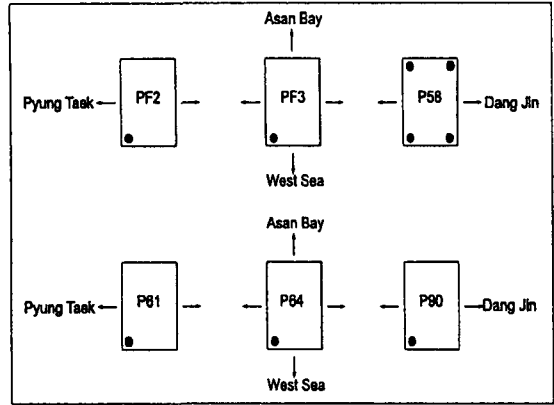 Asan Bay
Pyung Taek PF2 PF3 P58 Dang Jin
West Sea
Asan Bay
Pyung Taek P61 P64 P90 Dang Jin
West Sea